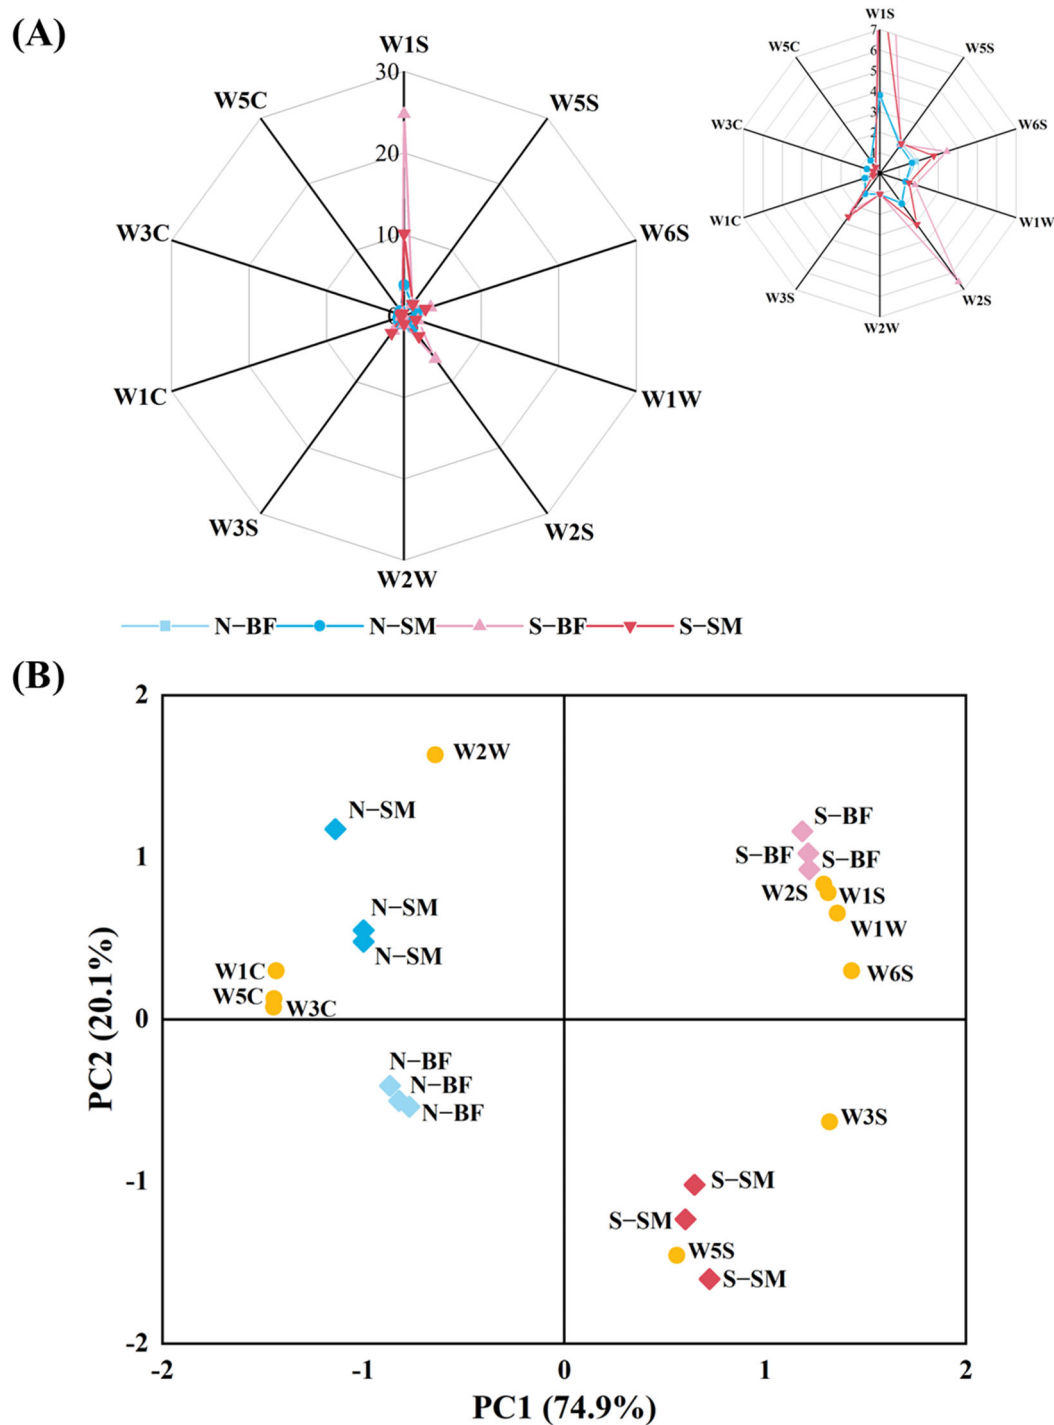 (A)
W1S
W5S
W6S
W1W
W2S
W2W
W3S
W1C
W3C
W5C
30
20
10
0
W1S
W5S
W6S
W1W
W2S
W2W
W3S
W1C
W3C
W5C
7
6
5
4
3
2
N−BF N−SM S−BF S−SM
(B)
2
1
0
-1
-2
PC2 (20.1%)
W2W
N−SM
S−BF
S−BF S−BF
N−SM
W2S W1S
W1W
N−SM
W1C
W6S
W5C
W3C
N−BF
N−BF
N−BF
W3S
S−SM
S−SM
W5S
S−SM
-2 -1 0 1 2
PC1 (74.9%)